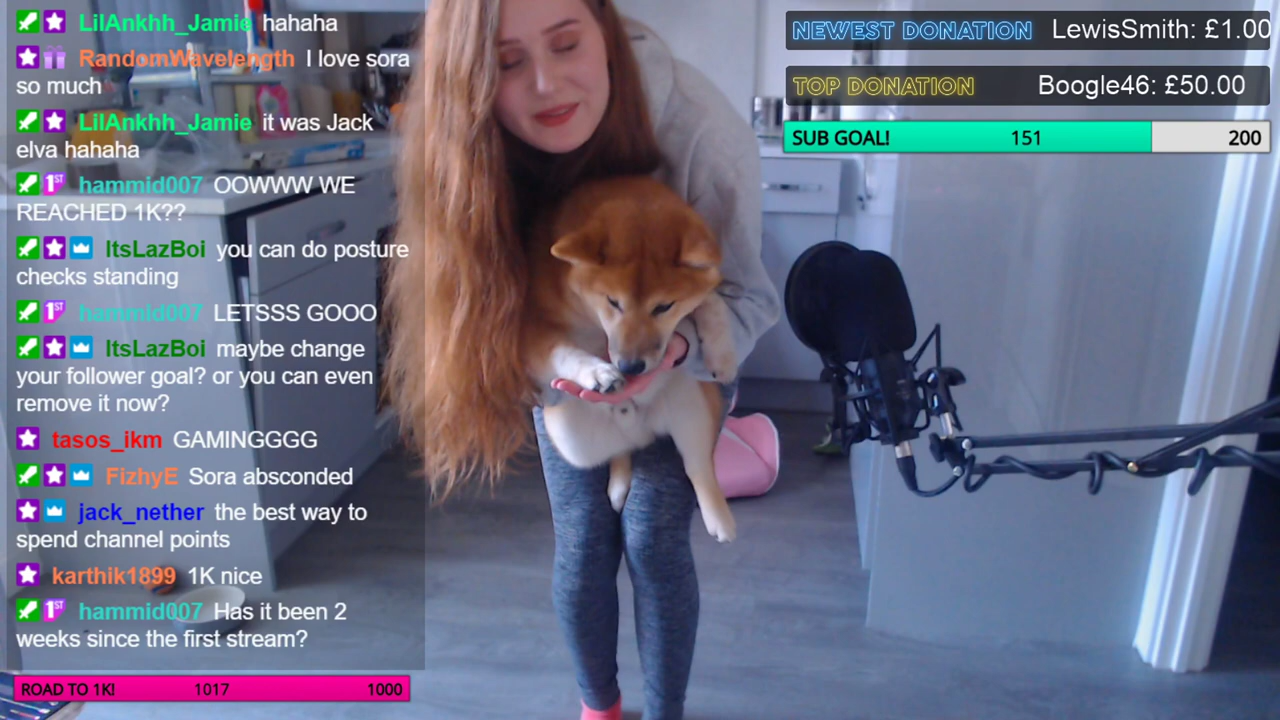 LilAnkhh_Jamie hahaha
RandomWavelength I love sora
so much
LilAnkhh_Jamie it was Jack
elva hahaha
1ST hammid007 OOWWW WE
REACHED 1K??
ItsLazBoi you can do posture
checks standing
1ST hammid007 LETSSS GOOO
ItsLazBoi maybe change
your follower goal? or you can even
remove it now?
tasos_ikm GAMINGGGG
FizhyE Sora absconded
jack_nether the best way to
spend channel points
karthik1899 1K nice
1ST hammid007 Has it been 2
weeks since the first stream?
ROAD TO 1K! 1017 1000
NEWEST DONATION LewisSmith: £1.00
TOP DONATION Boogle46: £50.00
SUB GOAL! 151 200